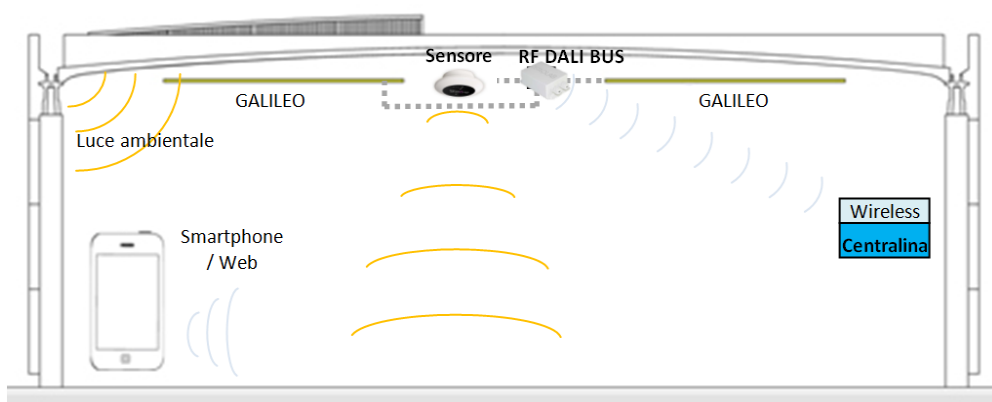 Sensore
RF DALI BUS
GALILEO
GALILEO
Luce ambientale
Wireless
Centralina
Smartphone
/ Web